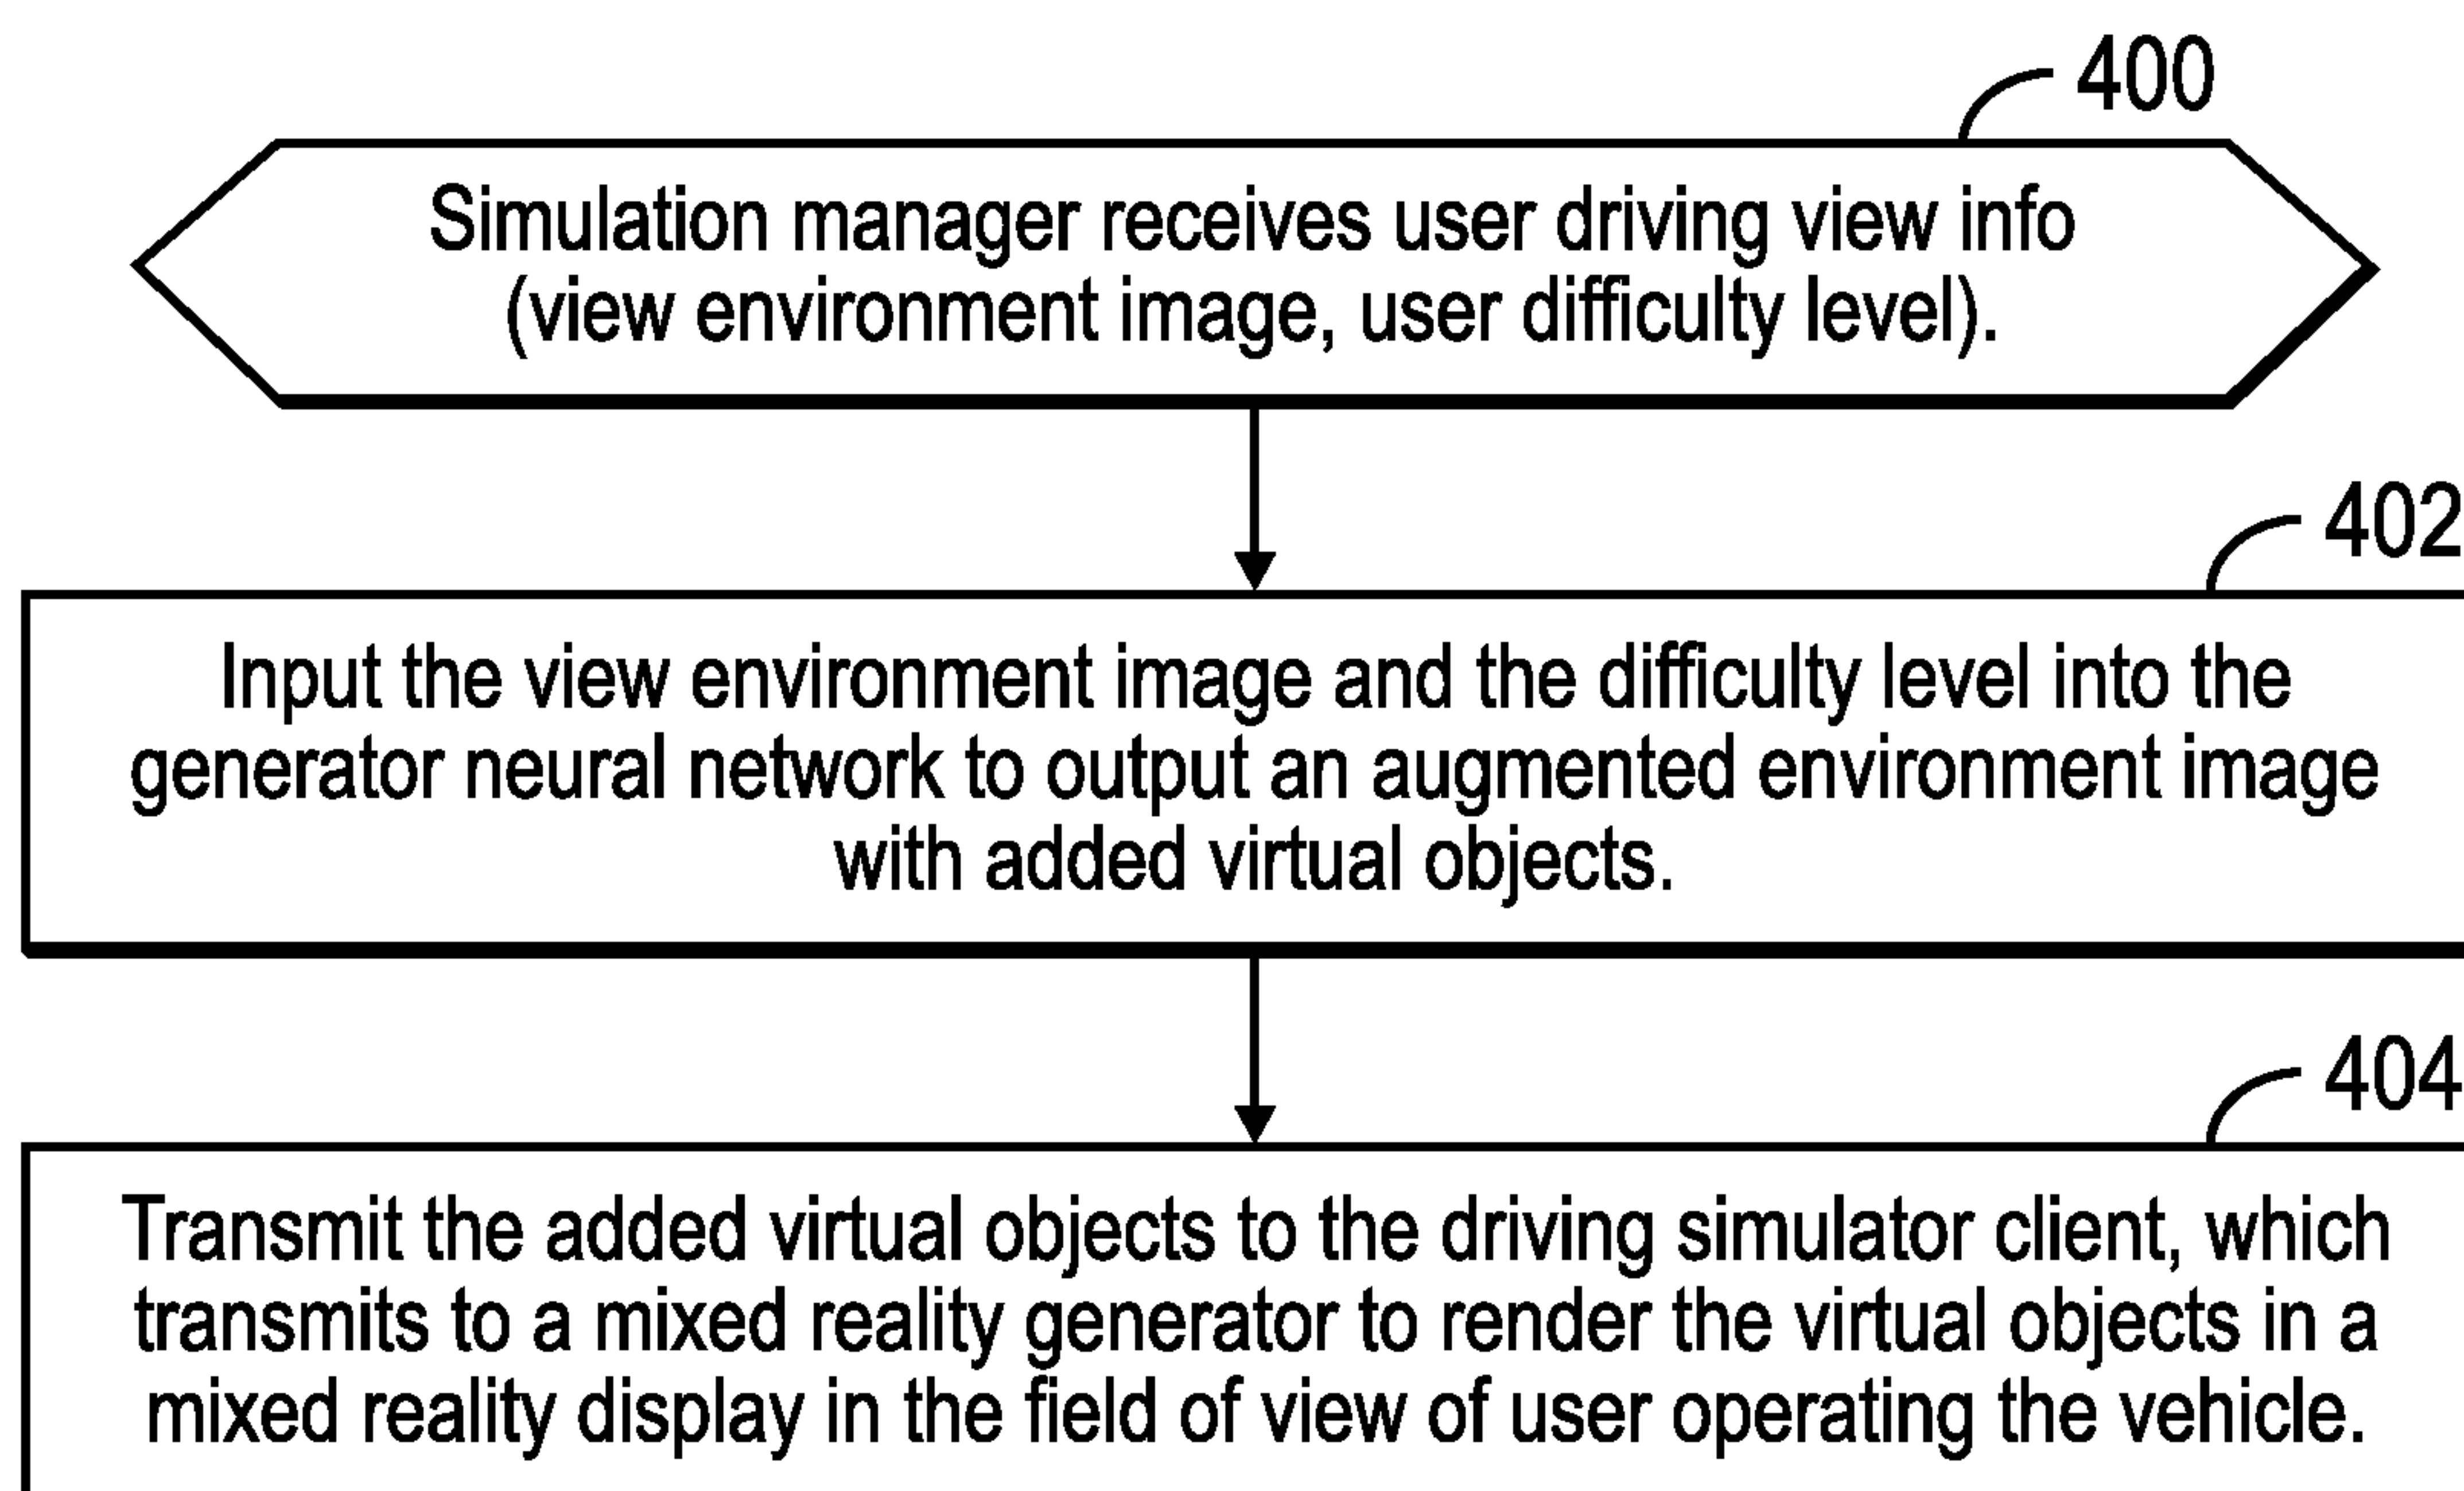 400
Simulation manager receives user driving view info
(view environment image, user difficulty level).
402
Input the view environment image and the difficulty level into the
generator neural network to output an augmented environment image
with added virtual objects.
404
Transmit the added virtual objects to the driving simulator client, which
transmits to a mixed reality generator to render the virtual objects in a
mixed reality display in the field of view of user operating the vehicle.